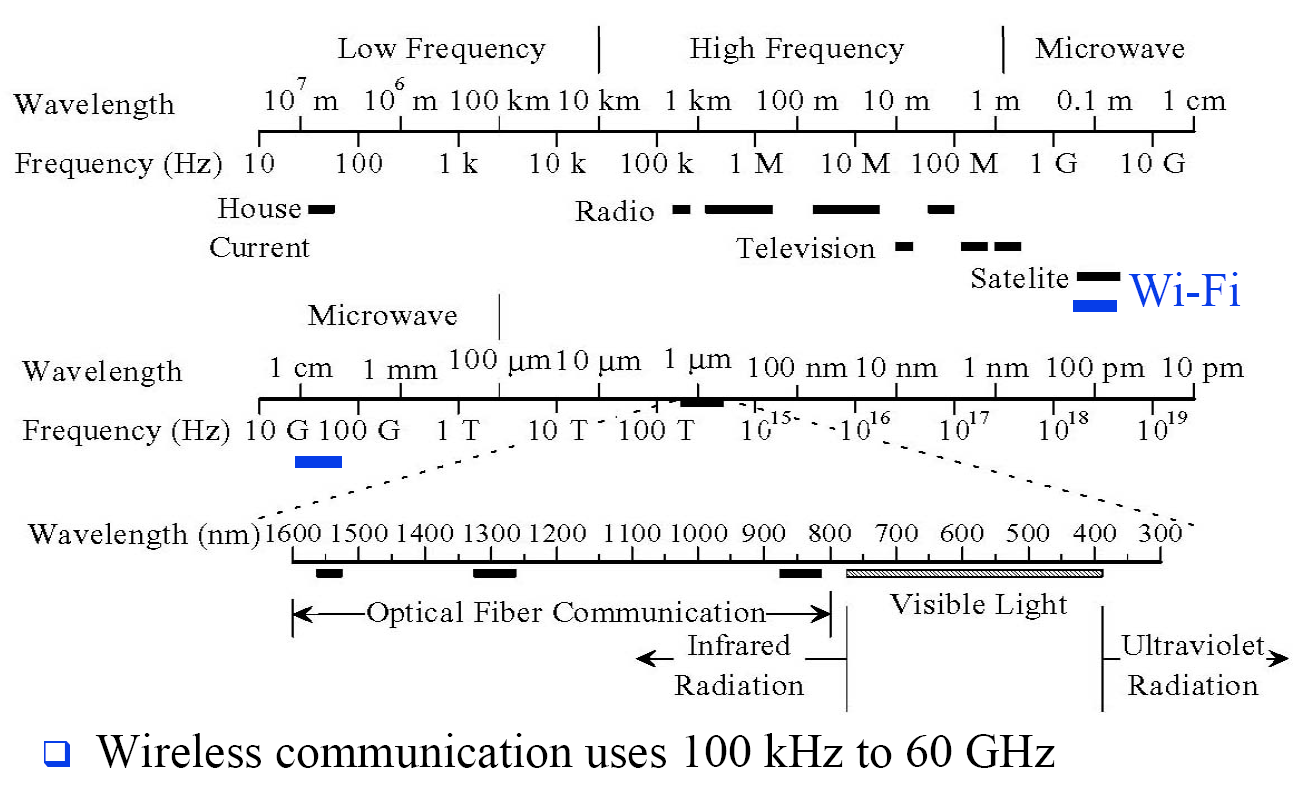 Low Frequency High Frequency Microwave
Wavelength 10⁷ m 10⁶ m 100 km 10 km 1 km 100 m 10 m 1 m 0.1 m 1 cm
Frequency (Hz) 10 100 1 k 10 k 100 k 1 M 10 M 100 M 1 G 10 G
House Radio
Current Television
Satelite Wi-Fi
Microwave
Wavelength 1 cm 1 mm 100 μm 10 μm 1 μm 100 nm 10 nm 1 nm 100 pm 10 pm
Frequency (Hz) 10 G 100 G 1 T 10 T 100 T 10¹⁵ 10¹⁶ 10¹⁷ 10¹⁸ 10¹⁹
Wavelength (nm) 1600 1500 1400 1300 1200 1100 1000 900 800 700 600 500 400 300
Optical Fiber Communication Visible Light
Infrared Ultraviolet
Radiation Radiation
❑ Wireless communication uses 100 kHz to 60 GHz